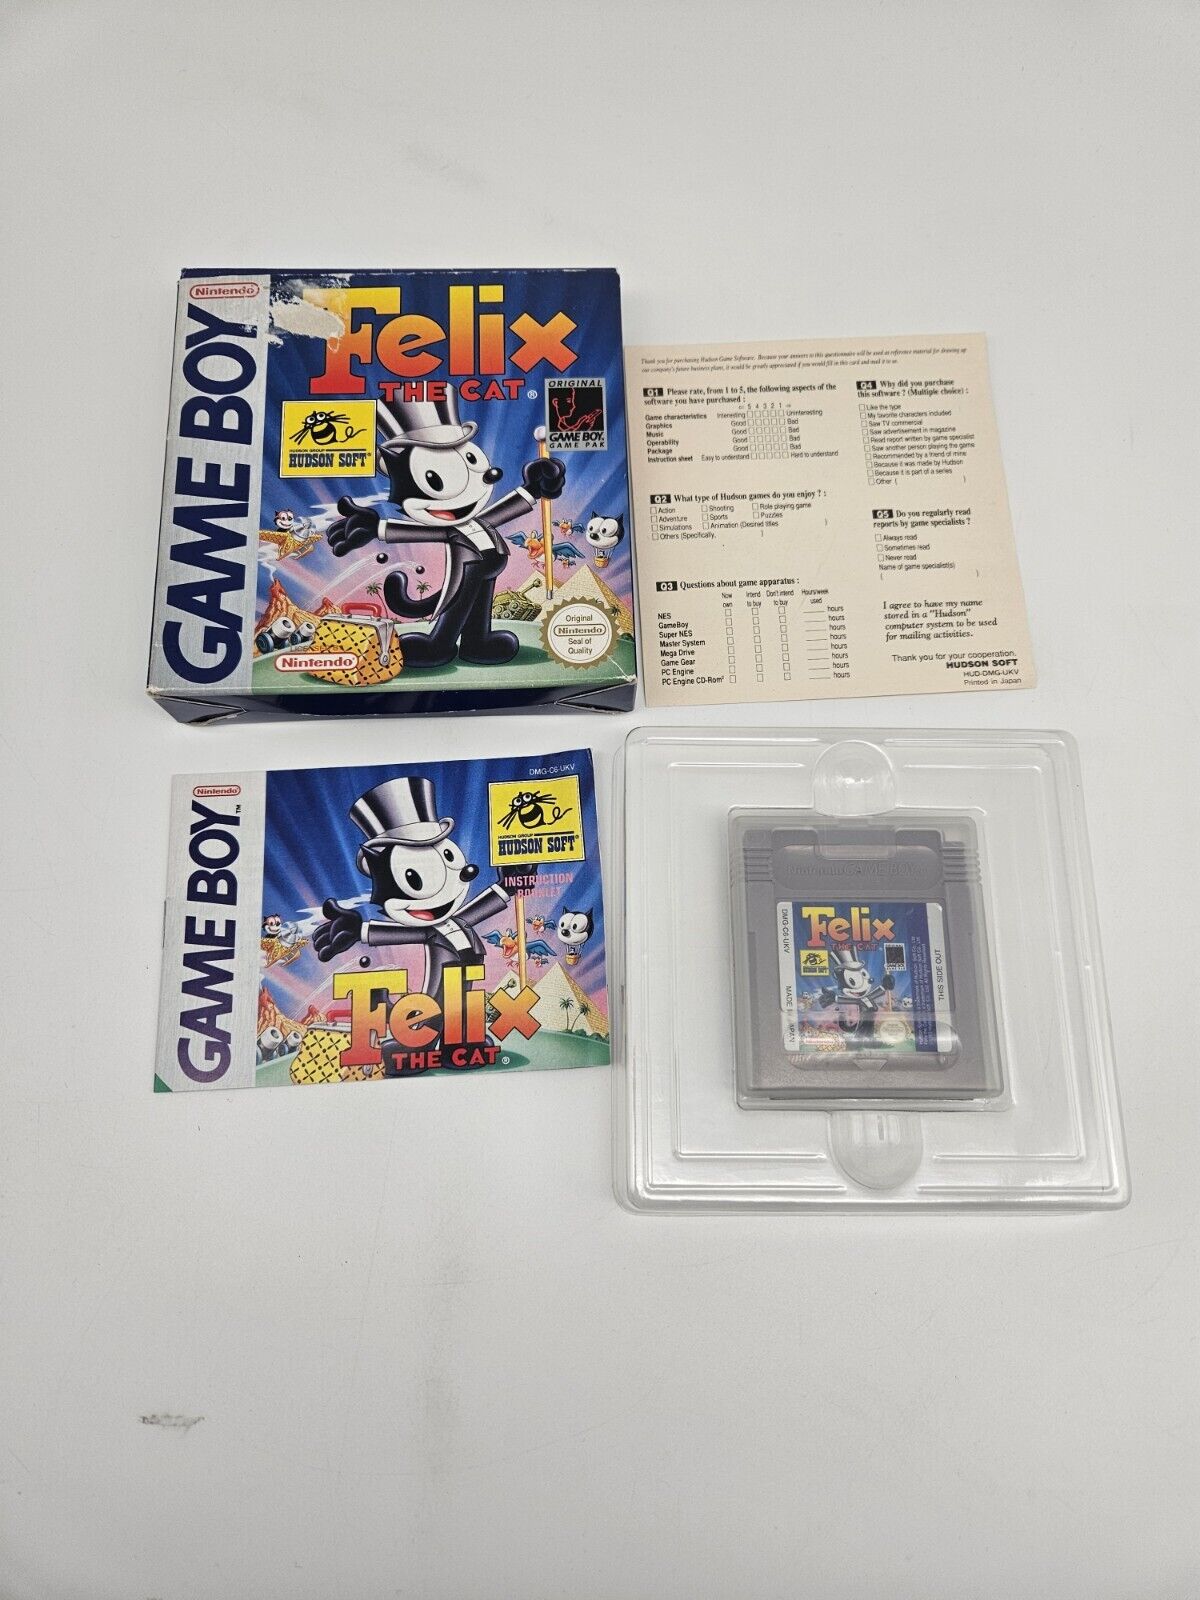 Nintendo
GAME BOY
Felix
THE CAT®
HUDSON GROUP
HUDSON SOFT®
ORIGINAL
GAME BOY
GAME PAK
Original
Nintendo
Seal of
Quality
LICENSED BY
Nintendo
Thank you for purchasing Hudson Game Software. Because your answers to this questionnaire will be used as reference material for drawing up
our company's future business plans, it would be greatly appreciated if you would fill in this card and mail it to us.
Q1 Please rate, from 1 to 5, the following aspects of the
software you have purchased :
5 4 3 2 1
Game characteristics Interesting Uninteresting
Graphics Good Bad
Music Good Bad
Operability Good Bad
Package Good Bad
Instruction sheet Easy to understand Hard to understand
Q2 What type of Hudson games do you enjoy ? :
Action Shooting Role playing game
Adventure Sports Puzzles
Simulations Animation (Desired titles )
Others (Specifically, )
Q3 Questions about game apparatus :
Now own Intend to buy Don't intend to buy Hours/week used
NES hours
GameBoy hours
Super NES hours
Master System hours
Mega Drive hours
Game Gear hours
PC Engine hours
PC Engine CD-Rom² hours
Q4 Why did you purchase
this software ? (Multiple choice) :
Like the type
My favorite characters included
Saw TV commercial
Saw advertisement in magazine
Read report written by game specialist
Saw another person playing the game
Recommended by a friend of mine
Because it was made by Hudson
Because it is part of a series
Other ( )
Q5 Do you regularly read
reports by game specialists ?
Always read
Sometimes read
Never read
Name of game specialist(s)
( )
I agree to have my name
stored in a "Hudson"
computer system to be used
for mailing activities.
Thank you for your cooperation.
HUDSON SOFT
HUD-DMG-UKV
Printed in Japan
Nintendo
GAME BOY™
DMG-C6-UKV
HUDSON GROUP
HUDSON SOFT®
INSTRUCTION
BOOKLET
Felix
THE CAT®
Nintendo GAME BOY
DMG-C6-UKV
MADE IN JAPAN
Felix
THE CAT
HUDSON SOFT
THIS SIDE OUT